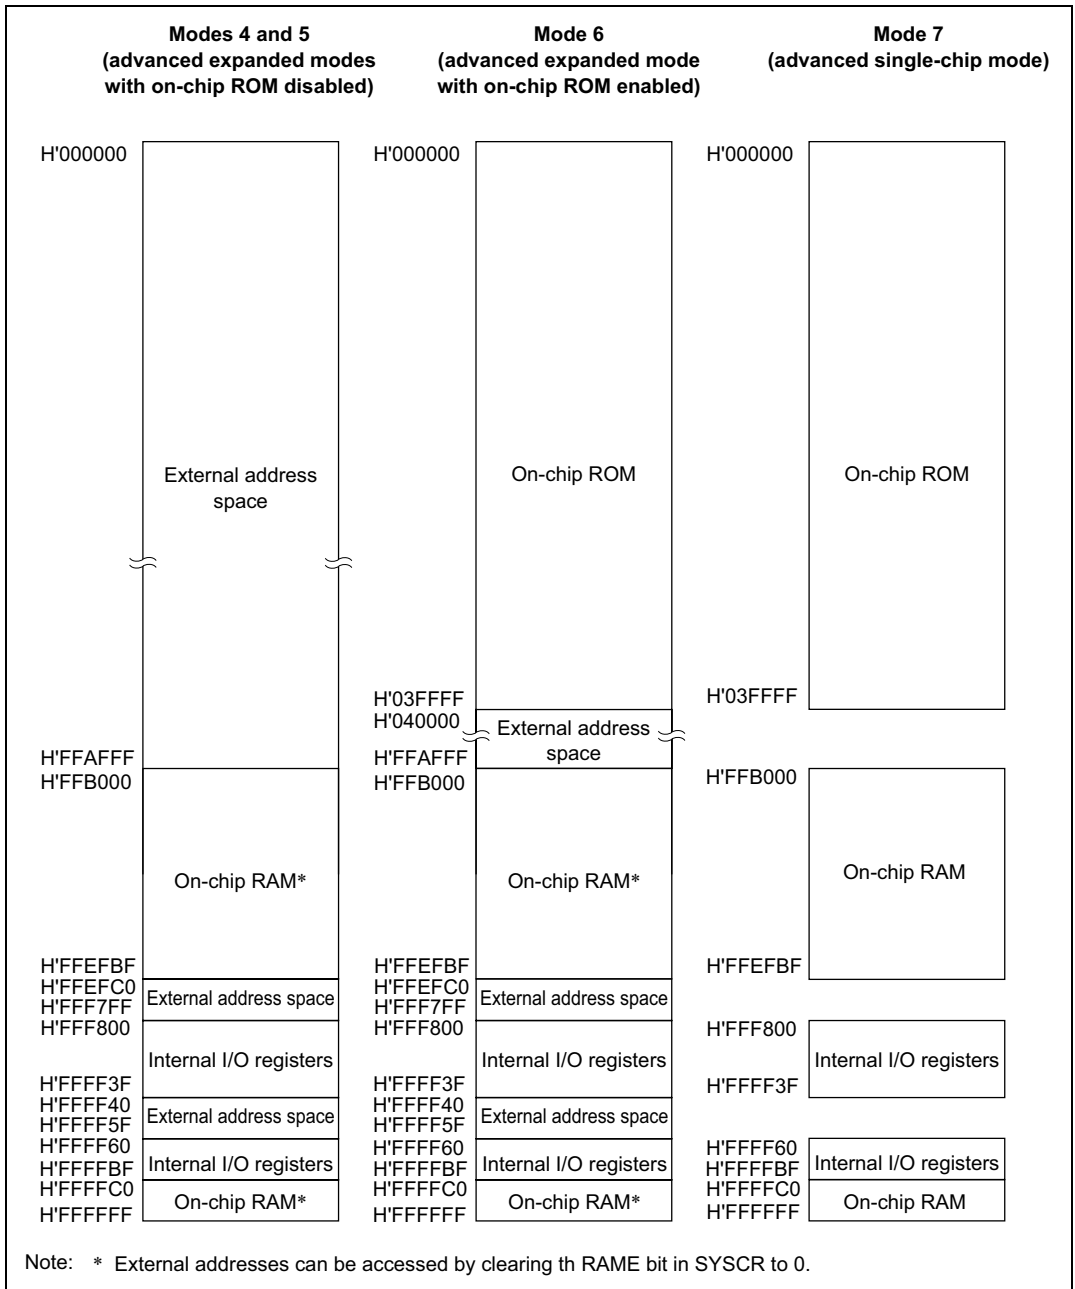 Modes 4 and 5
(advanced expanded modes
with on-chip ROM disabled)
H'000000
External address
space
H'FFAFFF
H'FFB000
On-chip RAM*
H'FFEFBF
H'FFEFC0
External address space
H'FFF7FF
H'FFF800
Internal I/O registers
H'FFFF3F
H'FFFF40
External address space
H'FFFF5F
H'FFFF60
Internal I/O registers
H'FFFFBF
H'FFFFC0
On-chip RAM*
H'FFFFFF
Mode 6
(advanced expanded mode
with on-chip ROM enabled)
H'000000
On-chip ROM
H'03FFFF
H'040000
External address
space
H'FFAFFF
H'FFB000
On-chip RAM*
H'FFEFBF
H'FFEFC0
External address space
H'FFF7FF
H'FFF800
Internal I/O registers
H'FFFF3F
H'FFFF40
External address space
H'FFFF5F
H'FFFF60
Internal I/O registers
H'FFFFBF
H'FFFFC0
On-chip RAM*
H'FFFFFF
Mode 7
(advanced single-chip mode)
H'000000
On-chip ROM
H'03FFFF
H'FFB000
On-chip RAM
H'FFEFBF
H'FFF800
Internal I/O registers
H'FFFF3F
H'FFFF60
Internal I/O registers
H'FFFFBF
H'FFFFC0
On-chip RAM
H'FFFFFF
Note: * External addresses can be accessed by clearing th RAME bit in SYSCR to 0.